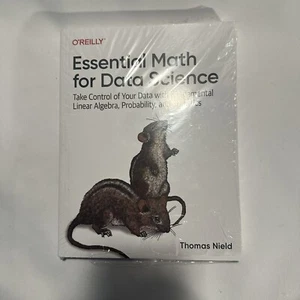 O'REILLY
Essential Math
for Data Science
Take Control of Your Data with
Linear Algebra, Probability,
Thomas Nield